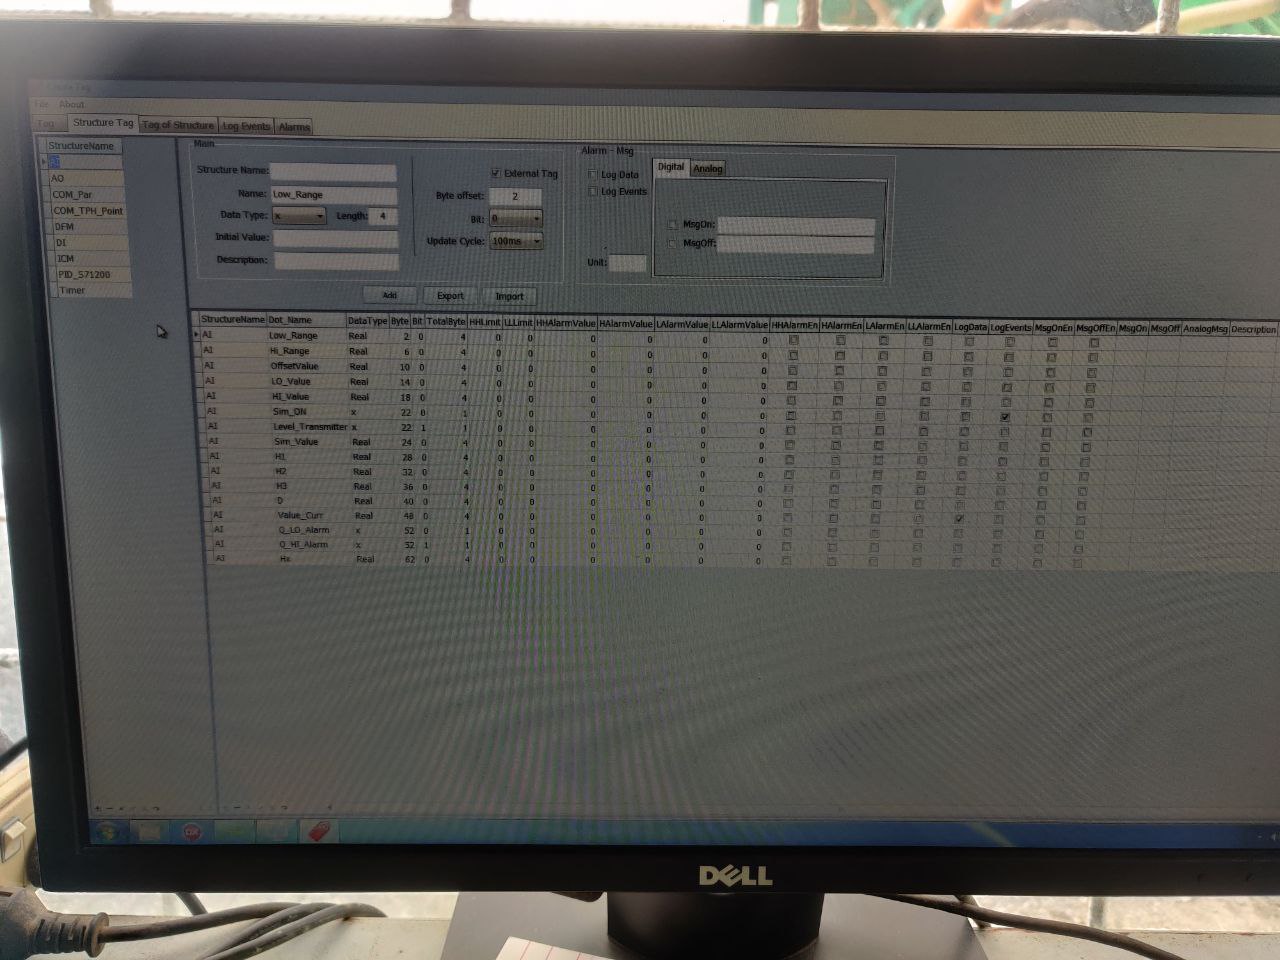 Create Tag
File About
Tag Structure Tag Tag of Structure Log Events Alarms
StructureName
AI
AO
COM_Par
COM_TPH_Point
DFM
DI
ICM
PID_S71200
Timer
Main
Structure Name:
Name: Low_Range
Data Type: x Length: 4
Initial Value:
Description:
External Tag
Byte offset: 2
Bit: 0
Update Cycle: 100ms
Alarm - Msg
Log Data
Log Events
Unit:
Digital Analog
MsgOn:
MsgOff:
Add Export Import
StructureName Dot_Name DataType Byte Bit TotalByte HHLimit LLLimit HHAlarmValue HAlarmValue LAlarmValue LLAlarmValue HHAlarmEn HAlarmEn LAlarmEn LLAlarmEn LogData LogEvents MsgOnEn MsgOffEn MsgOn MsgOff AnalogMsg Description
AI Low_Range Real 2 0 4 0 0 0 0 0 0
AI Hi_Range Real 6 0 4 0 0 0 0 0 0
AI OffsetValue Real 10 0 4 0 0 0 0 0 0
AI LO_Value Real 14 0 4 0 0 0 0 0 0
AI HI_Value Real 18 0 4 0 0 0 0 0 0
AI Sim_ON x 22 0 1 0 0 0 0 0 0
AI Level_Transmitter x 22 1 1 0 0 0 0 0 0
AI Sim_Value Real 24 0 4 0 0 0 0 0 0
AI H1 Real 28 0 4 0 0 0 0 0 0
AI H2 Real 32 0 4 0 0 0 0 0 0
AI H3 Real 36 0 4 0 0 0 0 0 0
AI D Real 40 0 4 0 0 0 0 0 0
AI Value_Curr Real 48 0 4 0 0 0 0 0 0
AI Q_LO_Alarm x 52 0 1 0 0 0 0 0 0
AI Q_HI_Alarm x 52 1 1 0 0 0 0 0 0
AI Hx Real 62 0 4 0 0 0 0 0 0
DX
DELL